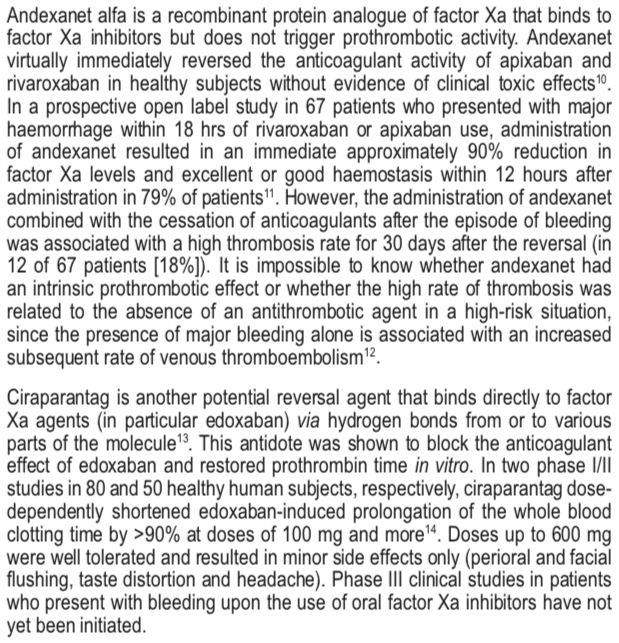 Andexanet alfa is a recombinant protein analogue of factor Xa that binds to
factor Xa inhibitors but does not trigger prothrombotic activity. Andexanet
virtually immediately reversed the anticoagulant activity of apixaban and
rivaroxaban in healthy subjects without evidence of clinical toxic effects¹⁰.
In a prospective open label study in 67 patients who presented with major
haemorrhage within 18 hrs of rivaroxaban or apixaban use, administration
of andexanet resulted in an immediate approximately 90% reduction in
factor Xa levels and excellent or good haemostasis within 12 hours after
administration in 79% of patients¹¹. However, the administration of andexanet
combined with the cessation of anticoagulants after the episode of bleeding
was associated with a high thrombosis rate for 30 days after the reversal (in
12 of 67 patients [18%]). It is impossible to know whether andexanet had
an intrinsic prothrombotic effect or whether the high rate of thrombosis was
related to the absence of an antithrombotic agent in a high-risk situation,
since the presence of major bleeding alone is associated with an increased
subsequent rate of venous thromboembolism¹².

Ciraparantag is another potential reversal agent that binds directly to factor
Xa agents (in particular edoxaban) via hydrogen bonds from or to various
parts of the molecule¹³. This antidote was shown to block the anticoagulant
effect of edoxaban and restored prothrombin time in vitro. In two phase I/II
studies in 80 and 50 healthy human subjects, respectively, ciraparantag dose-
dependently shortened edoxaban-induced prolongation of the whole blood
clotting time by >90% at doses of 100 mg and more¹⁴. Doses up to 600 mg
were well tolerated and resulted in minor side effects only (perioral and facial
flushing, taste distortion and headache). Phase III clinical studies in patients
who present with bleeding upon the use of oral factor Xa inhibitors have not
yet been initiated.